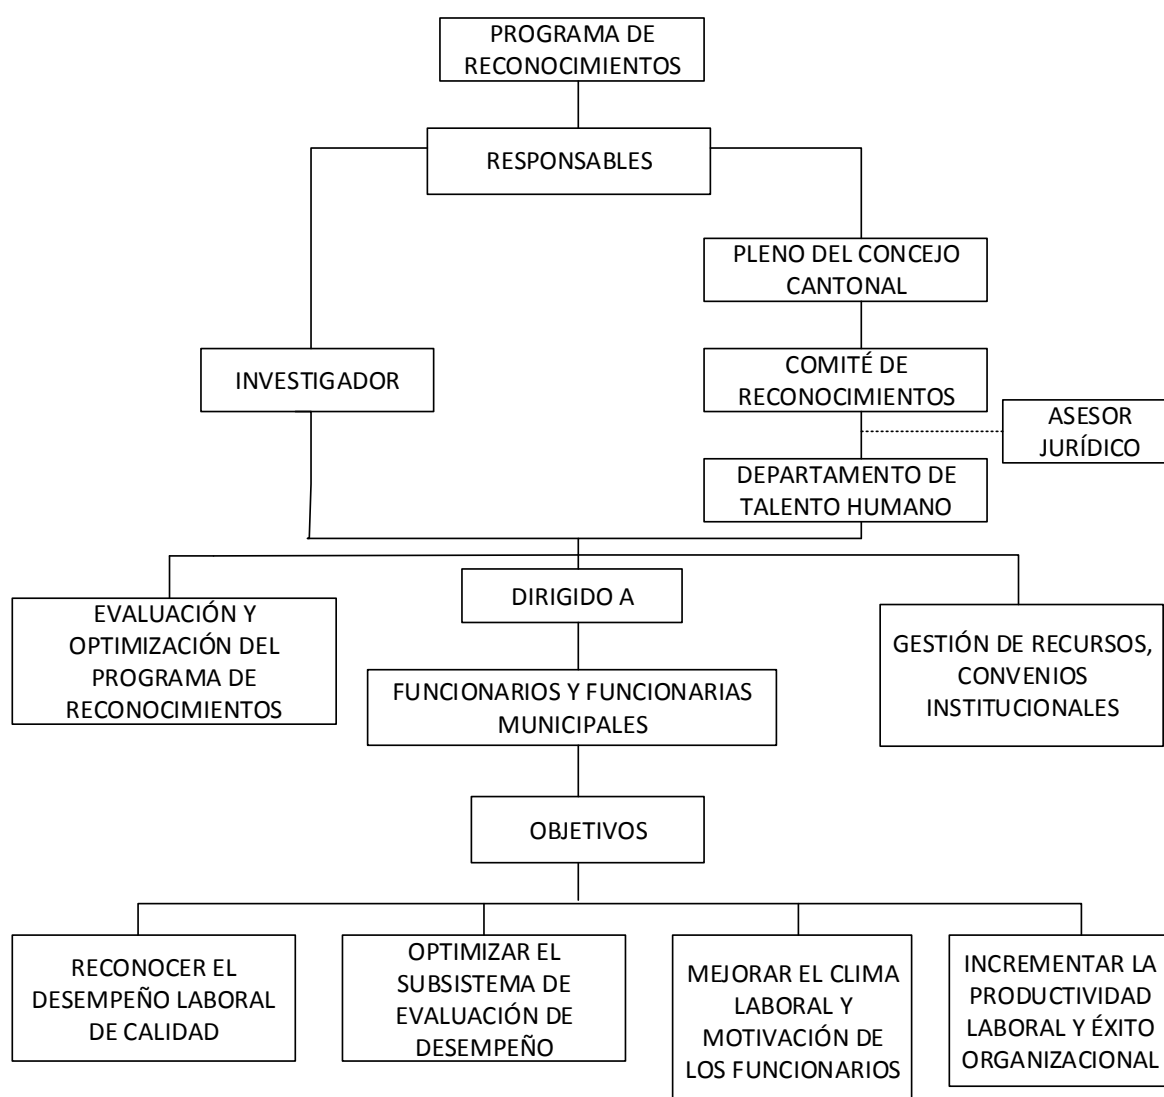 PROGRAMA DE
RECONOCIMIENTOS
RESPONSABLES
PLENO DEL CONCEJO
CANTONAL
INVESTIGADOR
COMITÉ DE
RECONOCIMIENTOS
ASESOR
JURÍDICO
DEPARTAMENTO DE
TALENTO HUMANO
EVALUACIÓN Y
OPTIMIZACIÓN DEL
PROGRAMA DE
RECONOCIMIENTOS
DIRIGIDO A
GESTIÓN DE RECURSOS,
CONVENIOS
INSTITUCIONALES
FUNCIONARIOS Y FUNCIONARIAS
MUNICIPALES
OBJETIVOS
RECONOCER EL
DESEMPEÑO LABORAL
DE CALIDAD
OPTIMIZAR EL
SUBSISTEMA DE
EVALUACIÓN DE
DESEMPEÑO
MEJORAR EL CLIMA
LABORAL Y
MOTIVACIÓN DE
LOS FUNCIONARIOS
INCREMENTAR LA
PRODUCTIVIDAD
LABORAL Y ÉXITO
ORGANIZACIONAL